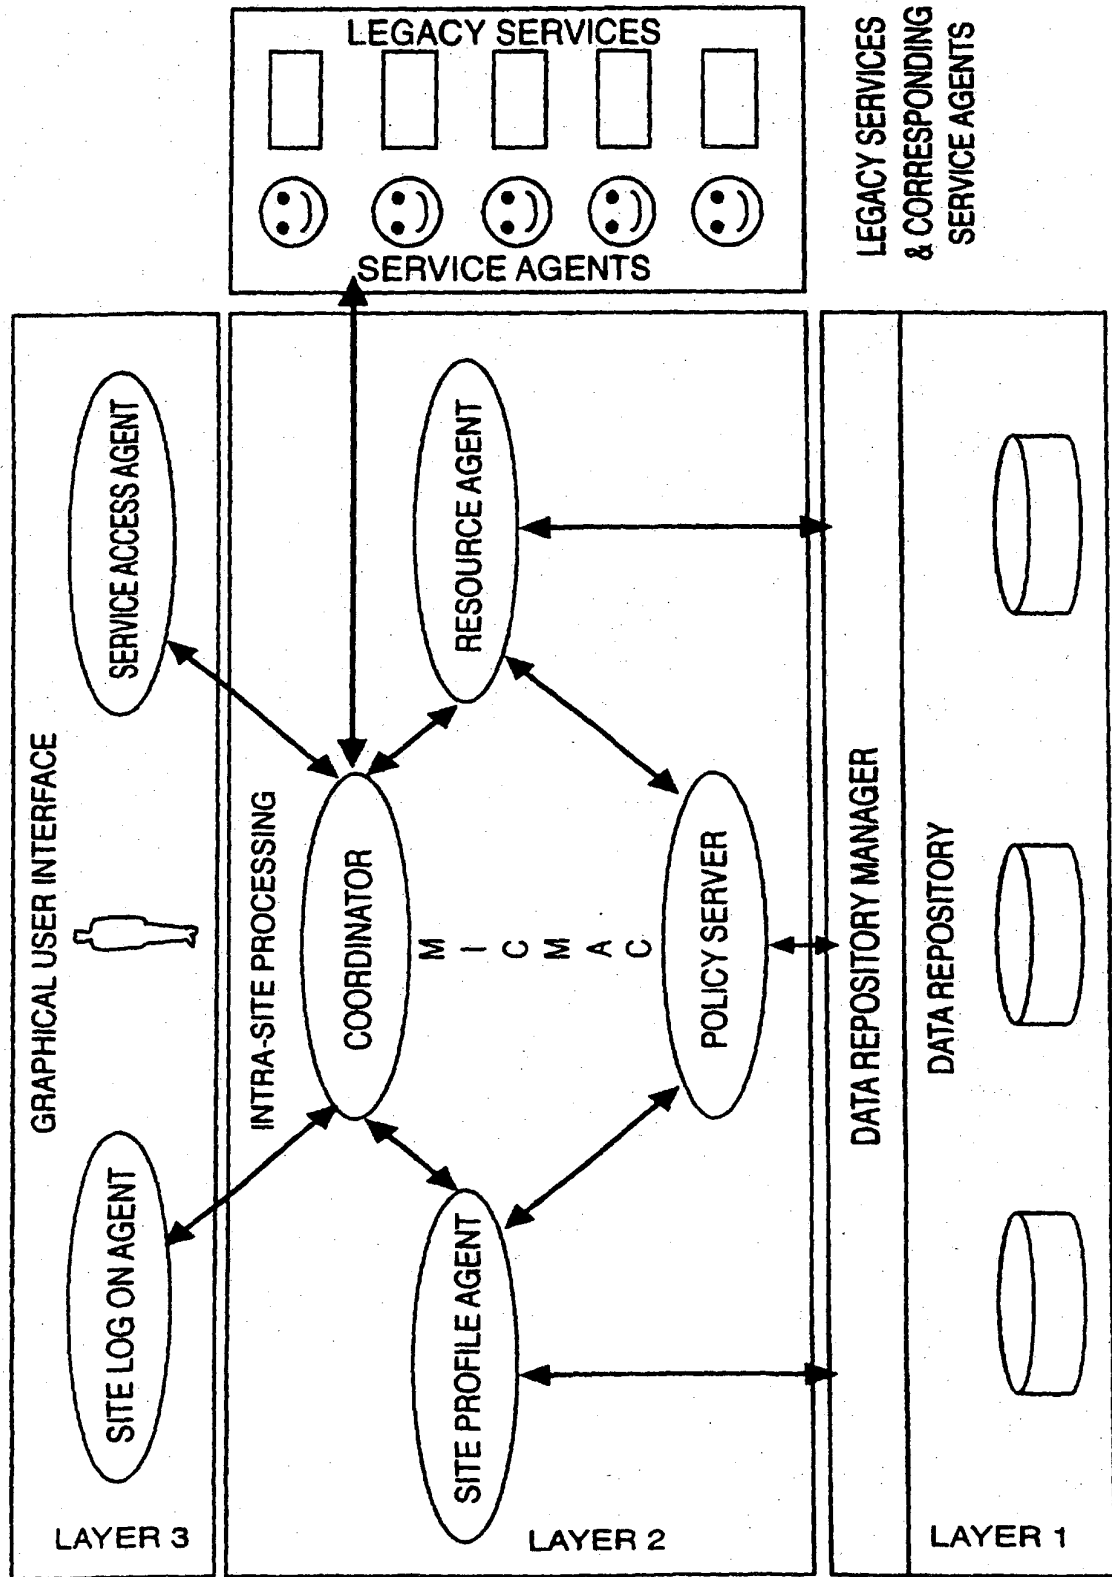 GRAPHICAL USER INTERFACE
SITE LOG ON AGENT
SERVICE ACCESS AGENT
LAYER 3
INTRA-SITE PROCESSING
COORDINATOR
SITE PROFILE AGENT
MICMAC
RESOURCE AGENT
POLICY SERVER
LAYER 2
SERVICE AGENTS
LEGACY SERVICES
DATA REPOSITORY MANAGER
DATA REPOSITORY
LAYER 1
LEGACY SERVICES
& CORRESPONDING
SERVICE AGENTS